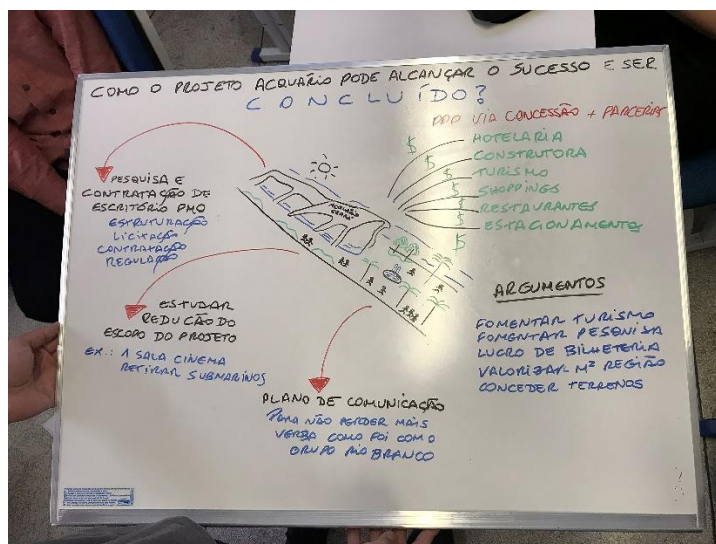 COMO O PROJETO ACQUÁRIO PODE ALCANÇAR O SUCESSO E SER
CONCLUÍDO?
PESQUISA E
CONTRATAÇÃO DE
ESCRITÓRIO PMO
ESTRUTURAÇÃO
LICITAÇÃO
CONTRATAÇÃO
REGULAÇÃO
ESTUDAR
REDUÇÃO DO
ESCOPO DO PROJETO
EX.: 1 SALA CINEMA
RETIRAR SUBMARINOS
PLANO DE COMUNICAÇÃO
PARA NÃO PERDER MAIS
VERBA COMO FOI COM O
GRUPO RIO BRANCO
ACQUÁRIO
CEARÁ
VIA CONCESSÃO + PARCERIA
$ HOTELARIA
$ CONSTRUTORA
$ TURISMO
$ SHOPPINGS
$ RESTAURANTES
$ ESTACIONAMENTO
ARGUMENTOS
FOMENTAR TURISMO
FOMENTAR PESQUISA
LUCRO DE BILHETERIA
VALORIZAR M² REGIÃO
CONCEDER TERRENOS